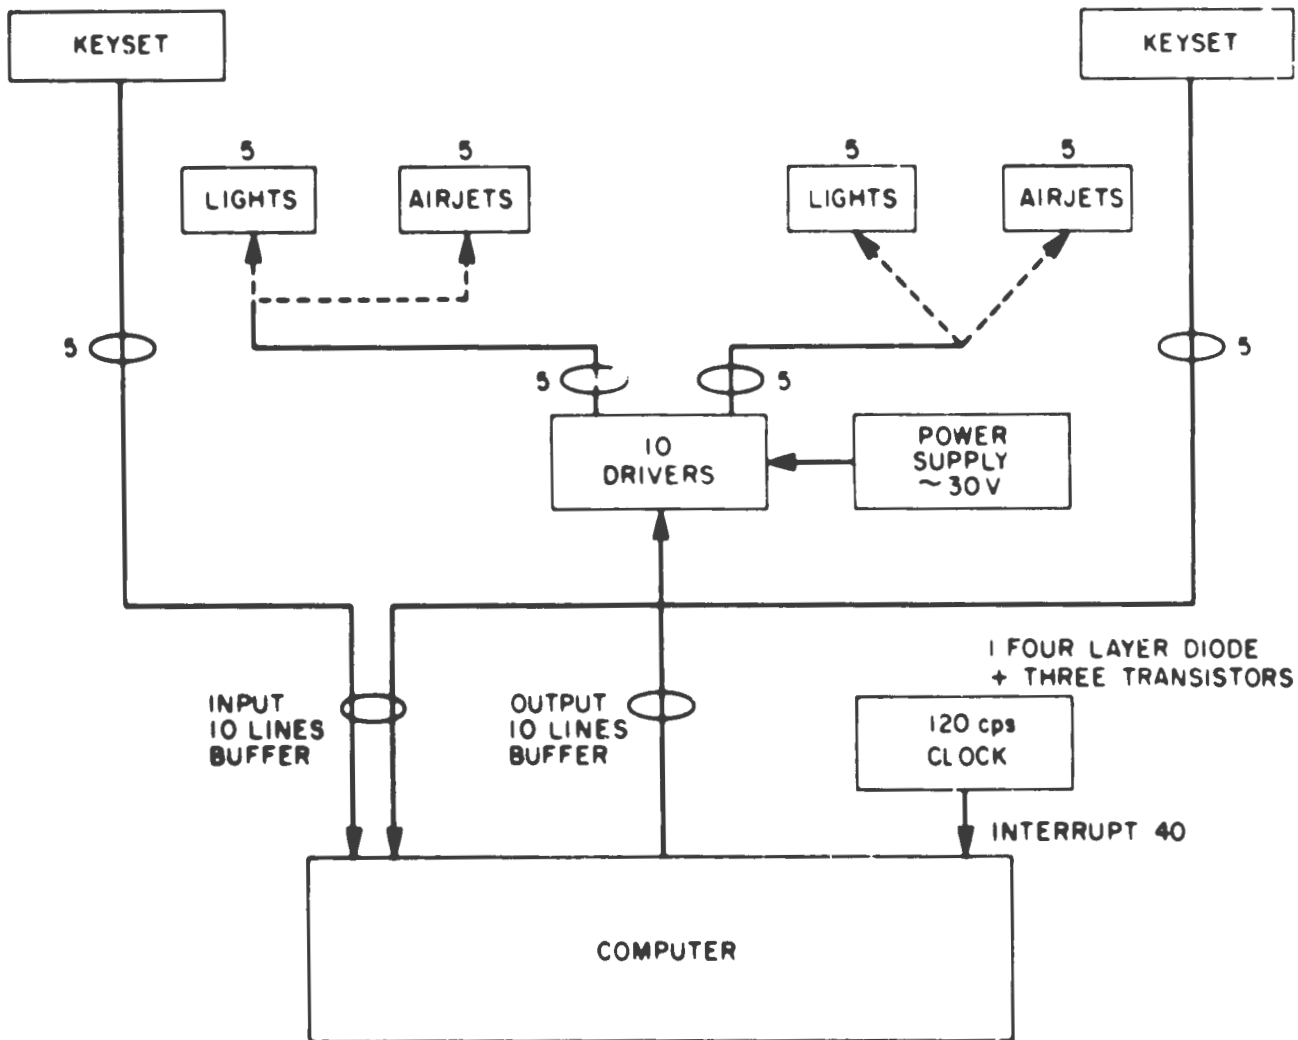 KEYSET
KEYSET
5
5
5
5
LIGHTS
AIRJETS
LIGHTS
AIRJETS
5
5
5
5
10
DRIVERS
POWER
SUPPLY
~30V
1 FOUR LAYER DIODE
+ THREE TRANSISTORS
INPUT
10 LINES
BUFFER
OUTPUT
10 LINES
BUFFER
120 cps
CLOCK
INTERRUPT 40
COMPUTER